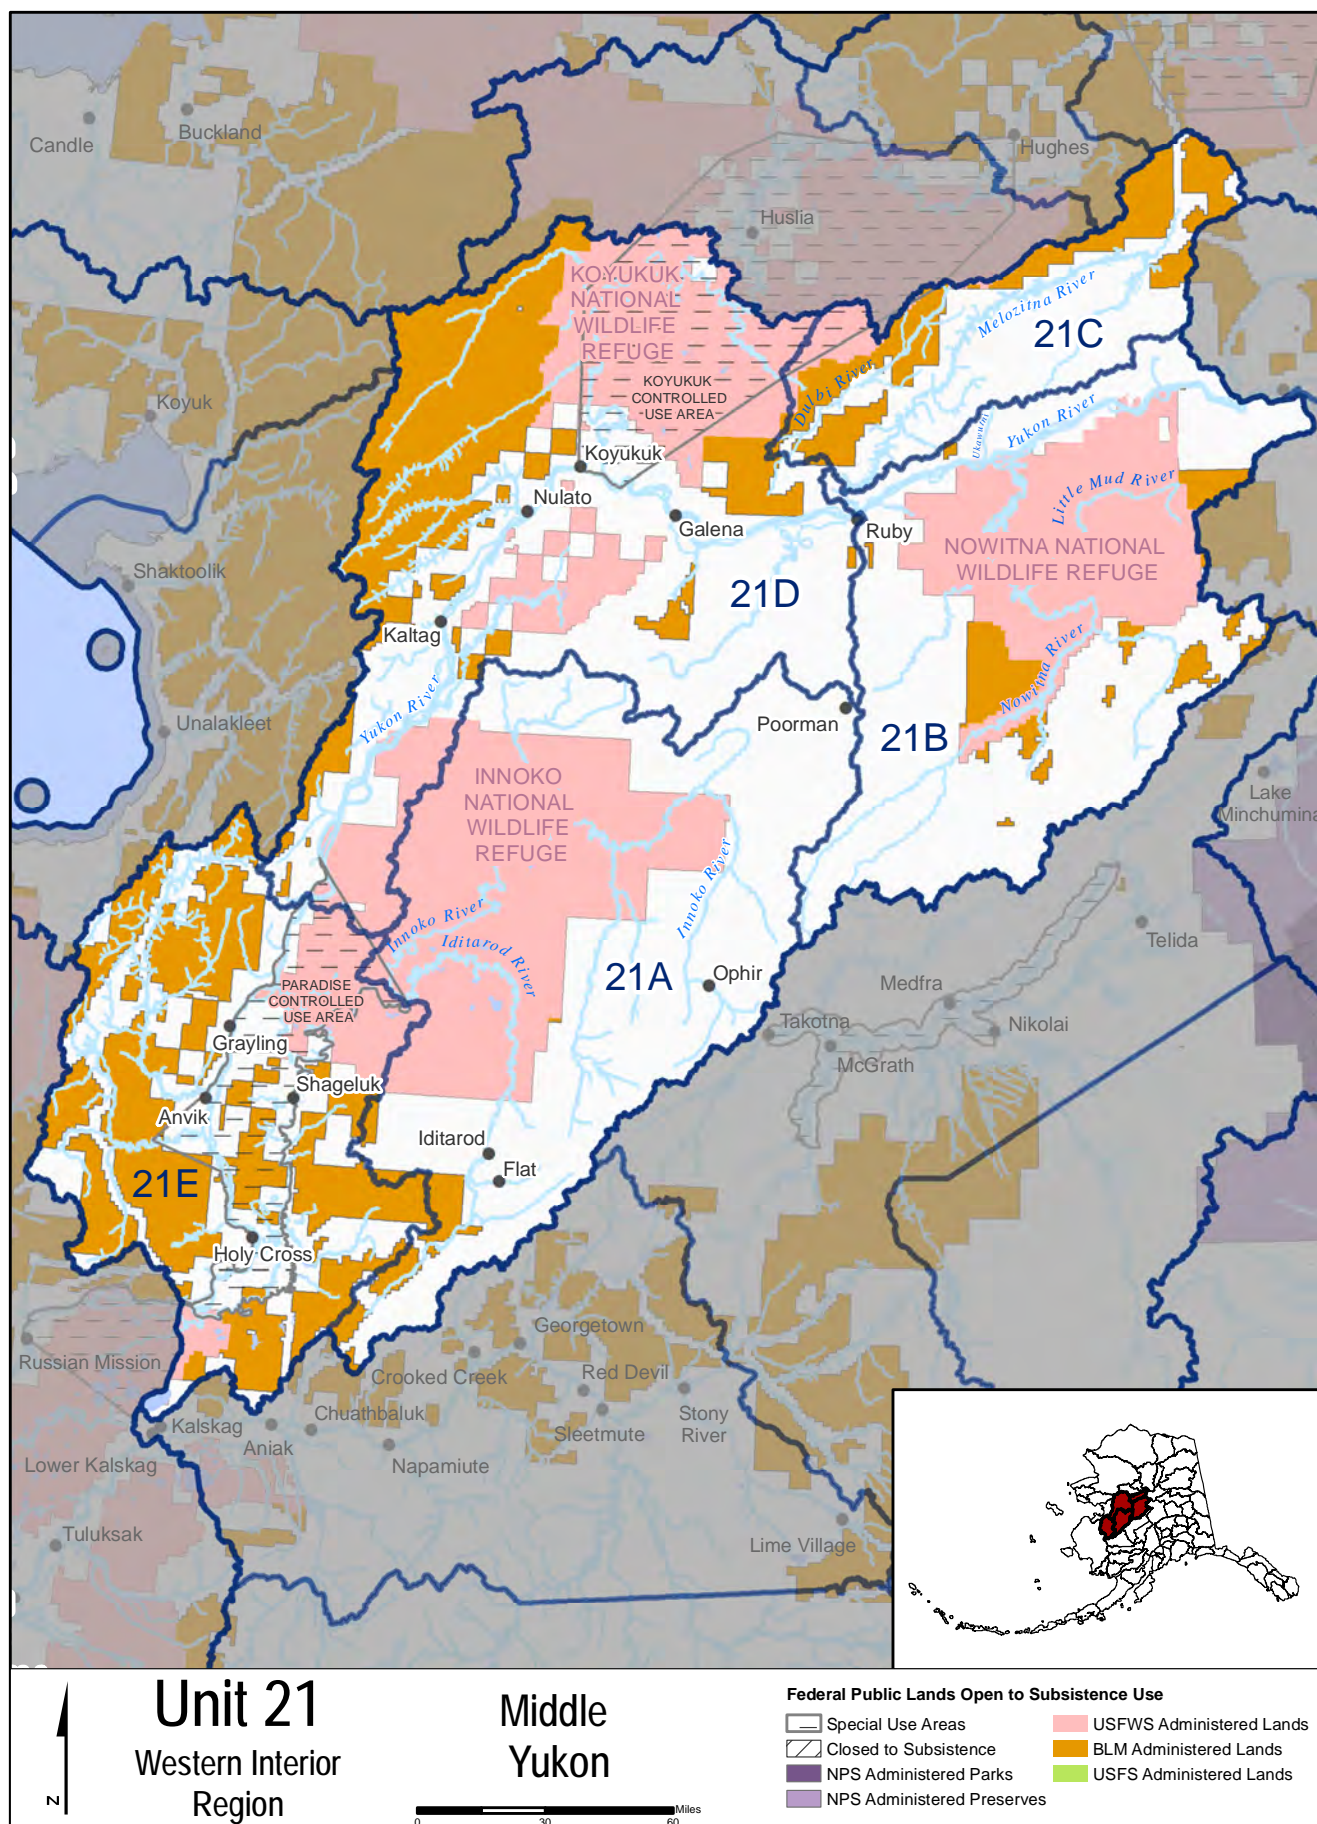 Candle
Buckland
Hughes
Huslia
KOYUKUK
NATIONAL
WILDLIFE
REFUGE
Melozitna River
21C
KOYUKUK
CONTROLLED
USE AREA
Dulbi River
Koyuk
Yukon River
Koyukuk
Little Mud River
Nulato
Galena
Ruby
NOWITNA NATIONAL
WILDLIFE REFUGE
Shaktoolik
21D
Kaltag
Nowitna River
Yukon River
Unalakleet
Poorman
21B
INNOKO
NATIONAL
WILDLIFE
REFUGE
Lake
Minchumina
Innoko River
Innoko River
Iditarod River
Telida
21A
Ophir
Medfra
PARADISE
CONTROLLED
USE AREA
Takotna
Nikolai
Grayling
McGrath
Shageluk
Anvik
Iditarod
Flat
21E
Holy Cross
Georgetown
Russian Mission
Crooked Creek
Red Devil
Chuathbaluk
Stony
River
Kalskag
Aniak
Sleetmute
Lower Kalskag
Napamiute
Tuluksak
Lime Village
N
Unit 21
Western Interior
Region
Middle
Yukon
Miles
0 30 60
Federal Public Lands Open to Subsistence Use
Special Use Areas
Closed to Subsistence
NPS Administered Parks
NPS Administered Preserves
USFWS Administered Lands
BLM Administered Lands
USFS Administered Lands